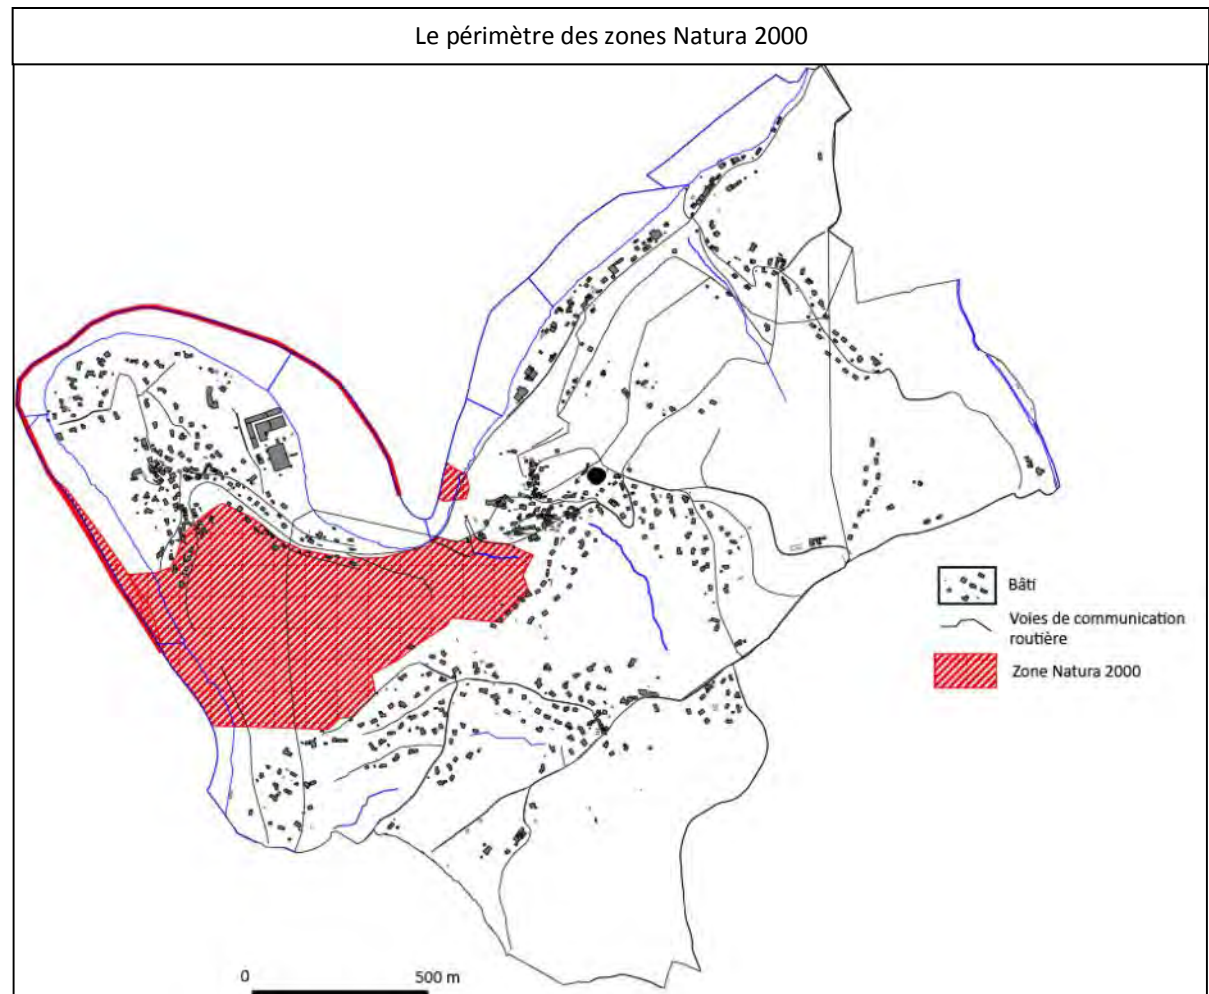 Le périmètre des zones Natura 2000
Bâti
Voies de communication
routière
Zone Natura 2000
0
500 m